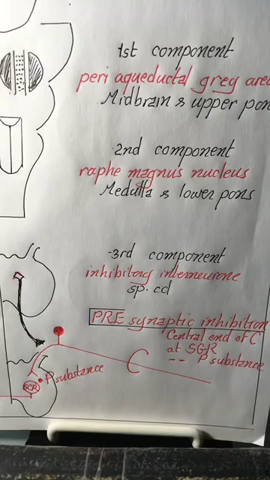 1st component
peri aqueductal grey area
Midbrain & upper pons
2nd component
raphe magnus nucleus
Medulla & lower pons
3rd component
inhibitory interneurone
sp. cd
PRE synaptic inhibition
Central end of C
at SGR
-- P substance
C
P substance
SGR